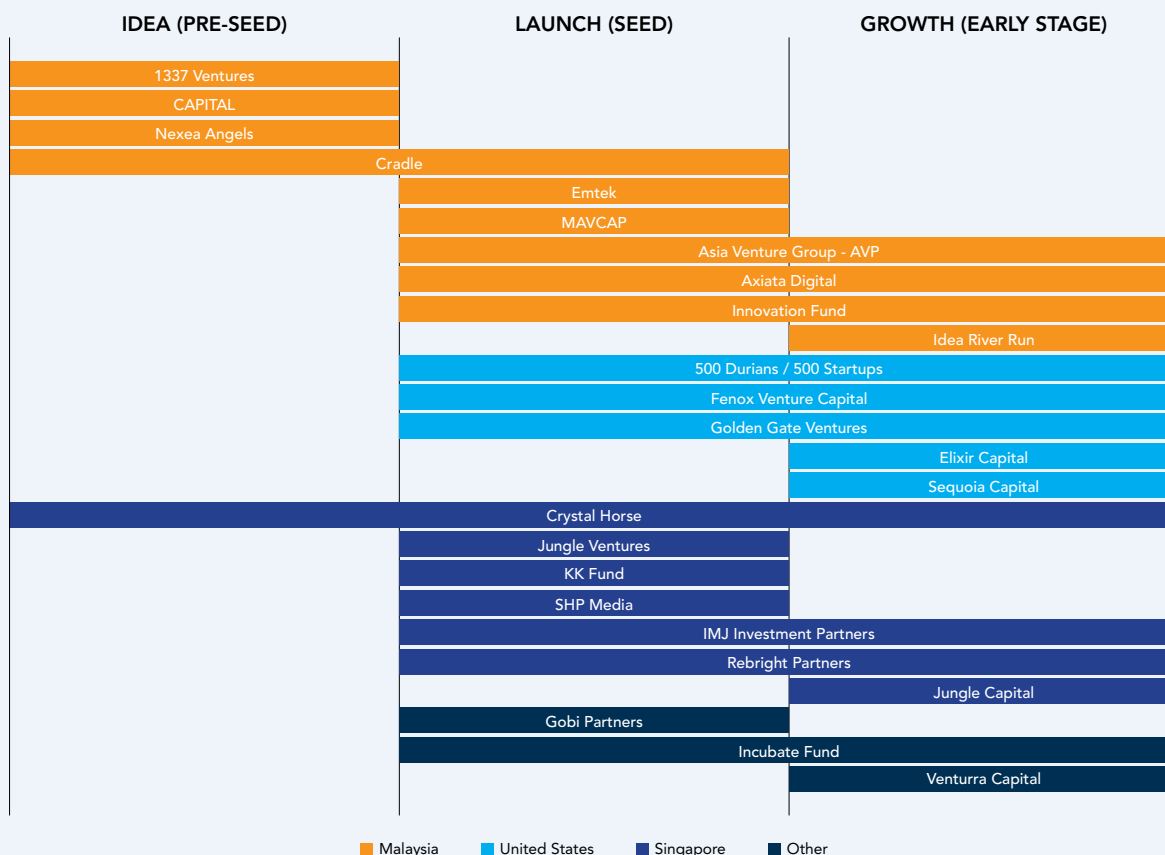 IDEA (PRE-SEED) LAUNCH (SEED) GROWTH (EARLY STAGE)
1337 Ventures
CAPITAL
Nexea Angels
Cradle
Emtek
MAVCAP
Asia Venture Group - AVP
Axiata Digital
Innovation Fund
Idea River Run
500 Durians / 500 Startups
Fenox Venture Capital
Golden Gate Ventures
Elixir Capital
Sequoia Capital
Crystal Horse
Jungle Ventures
KK Fund
SHP Media
IMJ Investment Partners
Rebright Partners
Jungle Capital
Gobi Partners
Incubate Fund
Venturra Capital
Malaysia United States Singapore Other